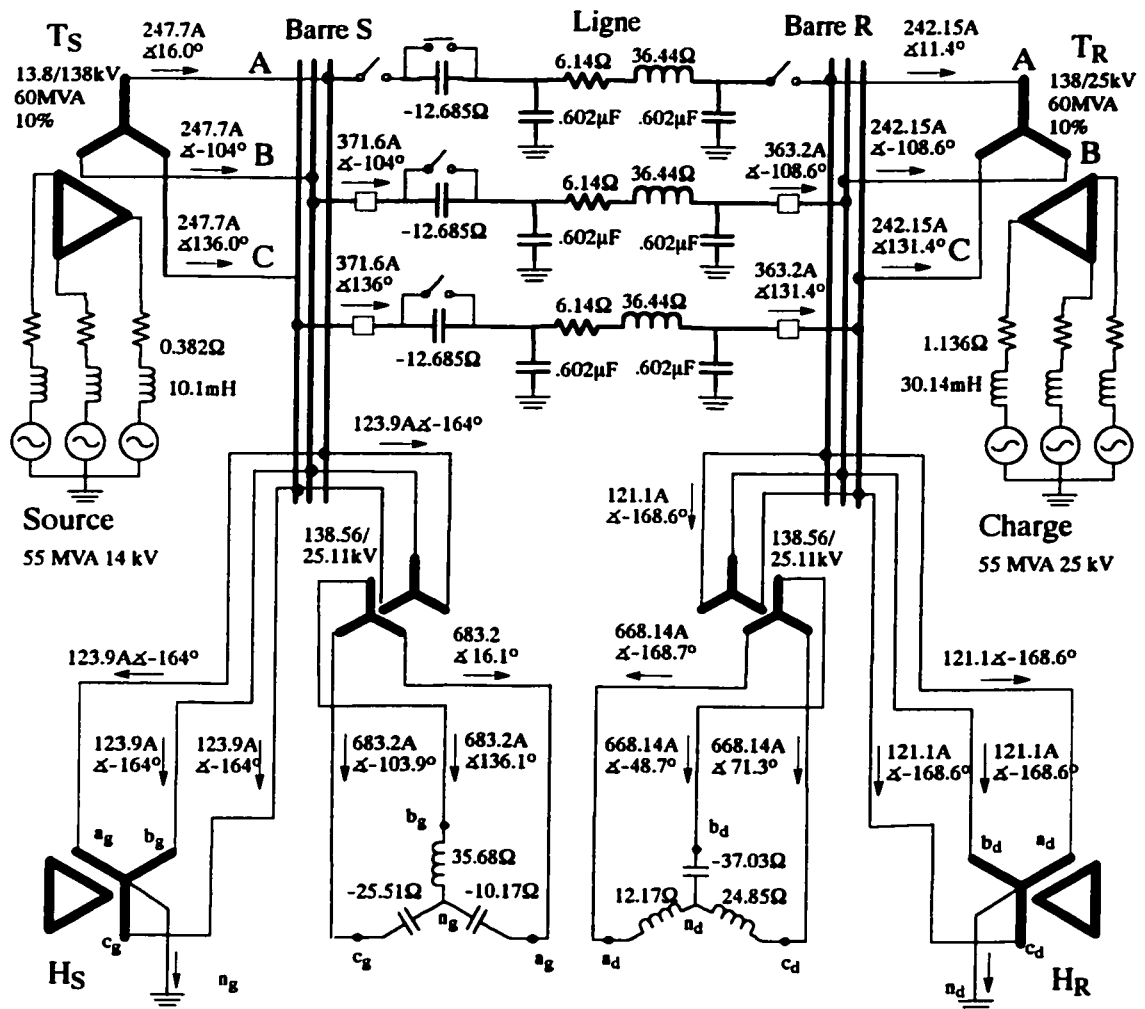 T_S
13.8/138kV
60MVA
10%
247.7A
∡16.0°
A
Barre S
Ligne
Barre R
242.15A
∡11.4°
T_R
138/25kV
60MVA
10%
A
6.14Ω
36.44Ω
-12.685Ω
.602µF
.602µF
247.7A
∡-104°
B
371.6A
∡-104°
6.14Ω
36.44Ω
363.2A
∡-108.6°
242.15A
∡-108.6°
B
-12.685Ω
.602µF
.602µF
247.7A
∡136.0°
C
371.6A
∡136°
6.14Ω
36.44Ω
363.2A
∡131.4°
242.15A
∡131.4°
C
-12.685Ω
.602µF
.602µF
0.382Ω
10.1mH
1.136Ω
30.14mH
Source
55 MVA 14 kV
Charge
55 MVA 25 kV
123.9A∡-164°
121.1A
∡-168.6°
138.56/
25.11kV
138.56/
25.11kV
123.9A∡-164°
683.2
∡16.1°
668.14A
∡-168.7°
121.1∡-168.6°
123.9A
∡-164°
123.9A
∡-164°
683.2A
∡-103.9°
683.2A
∡136.1°
668.14A
∡-48.7°
668.14A
∡71.3°
121.1A
∡-168.6°
121.1A
∡-168.6°
a_g
b_g
c_g
H_S
n_g
b_g
35.68Ω
-25.51Ω
-10.17Ω
n_g
c_g
a_g
b_d
-37.03Ω
12.17Ω
24.85Ω
n_d
a_d
c_d
b_d
a_d
c_d
n_d
H_R